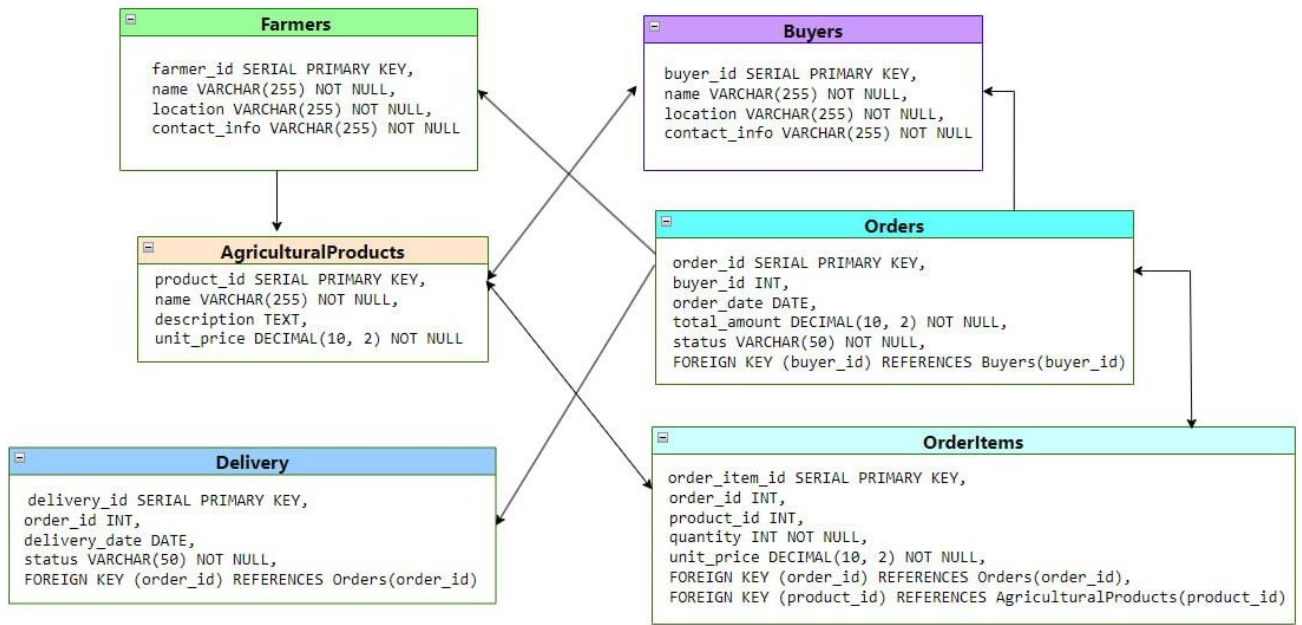 Farmers
farmer_id SERIAL PRIMARY KEY,
name VARCHAR(255) NOT NULL,
location VARCHAR(255) NOT NULL,
contact_info VARCHAR(255) NOT NULL
Buyers
buyer_id SERIAL PRIMARY KEY,
name VARCHAR(255) NOT NULL,
location VARCHAR(255) NOT NULL,
contact_info VARCHAR(255) NOT NULL
AgriculturalProducts
product_id SERIAL PRIMARY KEY,
name VARCHAR(255) NOT NULL,
description TEXT,
unit_price DECIMAL(10, 2) NOT NULL
Orders
order_id SERIAL PRIMARY KEY,
buyer_id INT,
order_date DATE,
total_amount DECIMAL(10, 2) NOT NULL,
status VARCHAR(50) NOT NULL,
FOREIGN KEY (buyer_id) REFERENCES Buyers(buyer_id)
Delivery
delivery_id SERIAL PRIMARY KEY,
order_id INT,
delivery_date DATE,
status VARCHAR(50) NOT NULL,
FOREIGN KEY (order_id) REFERENCES Orders(order_id)
OrderItems
order_item_id SERIAL PRIMARY KEY,
order_id INT,
product_id INT,
quantity INT NOT NULL,
unit_price DECIMAL(10, 2) NOT NULL,
FOREIGN KEY (order_id) REFERENCES Orders(order_id),
FOREIGN KEY (product_id) REFERENCES AgriculturalProducts(product_id)